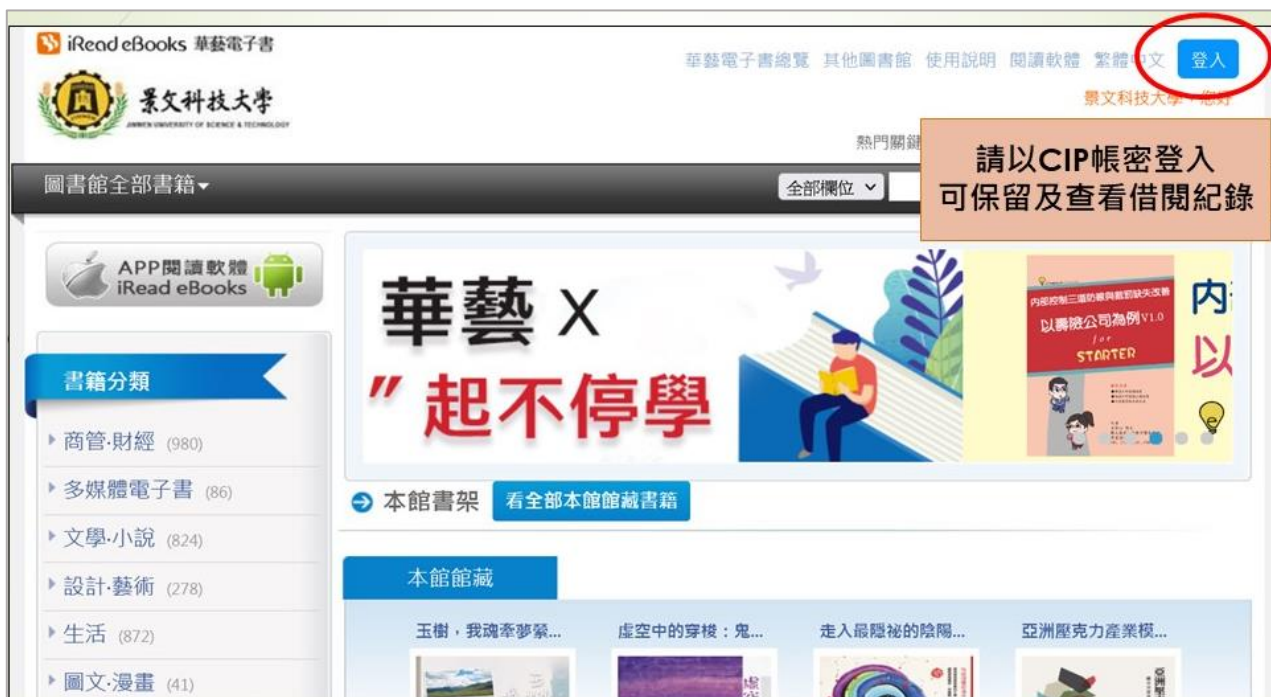 iRead eBooks 華藝電子書
華藝電子書總覽 其他圖書館 使用說明 閱讀軟體 繁體中文 登入
景文科技大學
JINWEN UNIVERSITY OF SCIENCE & TECHNOLOGY
景文科技大學，您好
熱門關鍵
請以CIP帳密登入
可保留及查看借閱紀錄
圖書館全部書籍
全部欄位
APP閱讀軟體
iRead eBooks
華藝 X
”起不停學
內部控制三道防線與裁罰缺失改善
以壽險公司為例V1.0
for
STARTER
以
書籍分類
商管‧財經 (980)
多媒體電子書 (86)
文學‧小說 (824)
設計‧藝術 (278)
生活 (872)
圖文‧漫畫 (41)
本館書架 看全部本館館藏書籍
本館館藏
玉樹，我魂牽夢縈...
虛空中的穿梭：鬼...
走入最隱祕的陰陽...
亞洲壓克力產業模...